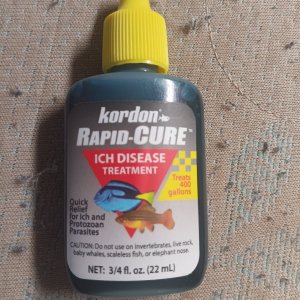 kordon
RAPID-CURE™
ICH DISEASE
TREATMENT
Treats
400
gallons
Quick
Relief
for Ich and
Protozoan
Parasites
CAUTION: Do not use on invertebrates, live rock,
baby whales, scaleless fish, or elephant nose.
NET: 3/4 fl. oz. (22 mL)